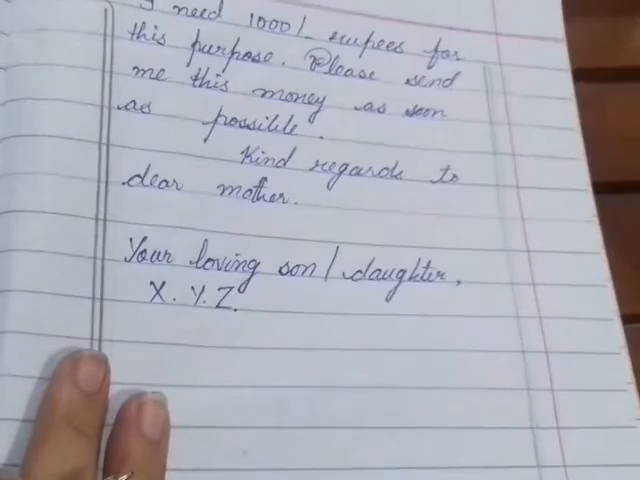 I need 1000/- rupees for
this purpose. Please send
me this money as soon
as possible.
Kind regards to
dear mother.
Your loving son/daughter,
X.Y.Z.